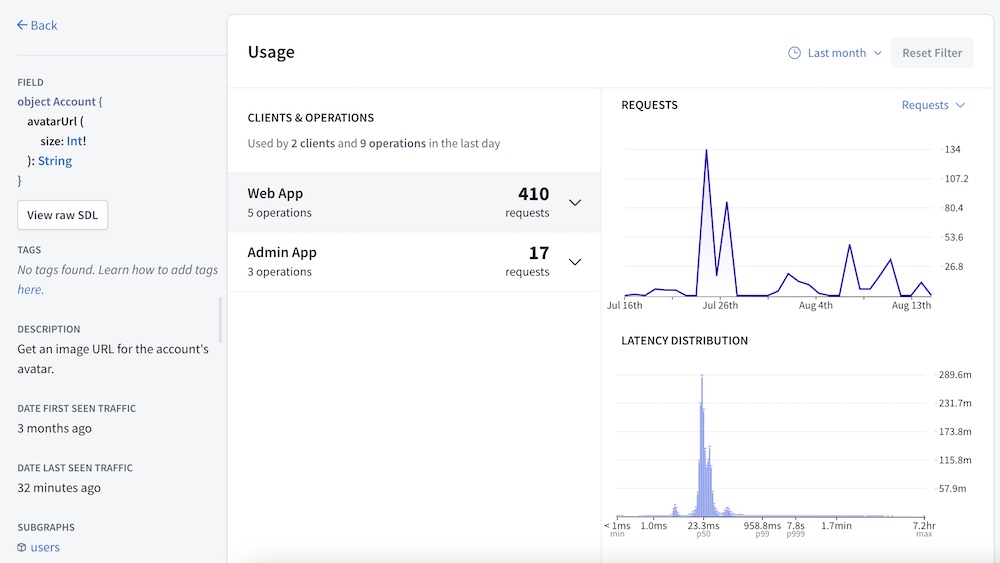 Back
FIELD
object Account {
avatarUrl (
size: Int!
): String
}
View raw SDL
TAGS
No tags found. Learn how to add tags
here.
DESCRIPTION
Get an image URL for the account's
avatar.
DATE FIRST SEEN TRAFFIC
3 months ago
DATE LAST SEEN TRAFFIC
32 minutes ago
SUBGRAPHS
users
Usage
Last month
Reset Filter
CLIENTS & OPERATIONS
Used by 2 clients and 9 operations in the last day
Web App 410
5 operations requests
Admin App 17
3 operations requests
REQUESTS
Requests
134
107.2
80.4
53.6
26.8
Jul 16th Jul 26th Aug 4th Aug 13th
LATENCY DISTRIBUTION
289.6m
231.7m
173.8m
115.8m
57.9m
< 1ms 1.0ms 23.3ms 958.8ms 7.8s 1.7min 7.2hr
min p50 p99 p999 max